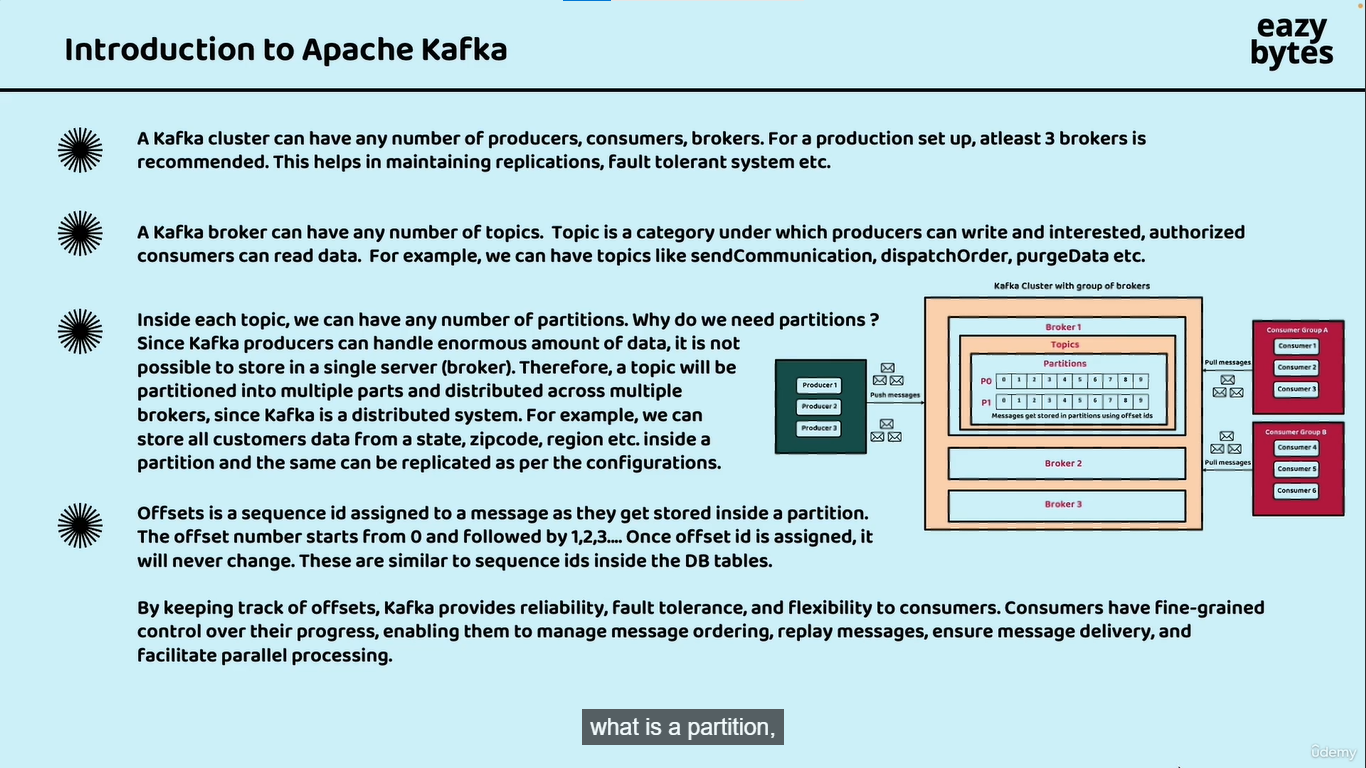 Introduction to Apache Kafka
eazy
bytes
A Kafka cluster can have any number of producers, consumers, brokers. For a production set up, atleast 3 brokers is
recommended. This helps in maintaining replications, fault tolerant system etc.
A Kafka broker can have any number of topics. Topic is a category under which producers can write and interested, authorized
consumers can read data. For example, we can have topics like sendCommunication, dispatchOrder, purgeData etc.
Inside each topic, we can have any number of partitions. Why do we need partitions ?
Since Kafka producers can handle enormous amount of data, it is not
possible to store in a single server (broker). Therefore, a topic will be
partitioned into multiple parts and distributed across multiple
brokers, since Kafka is a distributed system. For example, we can
store all customers data from a state, zipcode, region etc. inside a
partition and the same can be replicated as per the configurations.
Kafka Cluster with group of brokers
Producer 1
Producer 2
Producer 3
Push messages
Broker 1
Topics
Partitions
P0 0 1 2 3 4 5 6 7 8 9
P1 0 1 2 3 4 5 6 7 8 9
Messages get stored in partitions using offset ids
Broker 2
Broker 3
Pull messages
Pull messages
Consumer Group A
Consumer 1
Consumer 2
Consumer 3
Consumer Group B
Consumer 4
Consumer 5
Consumer 6
Offsets is a sequence id assigned to a message as they get stored inside a partition.
The offset number starts from 0 and followed by 1,2,3.... Once offset id is assigned, it
will never change. These are similar to sequence ids inside the DB tables.
By keeping track of offsets, Kafka provides reliability, fault tolerance, and flexibility to consumers. Consumers have fine-grained
control over their progress, enabling them to manage message ordering, replay messages, ensure message delivery, and
facilitate parallel processing.
what is a partition,
ûdemy